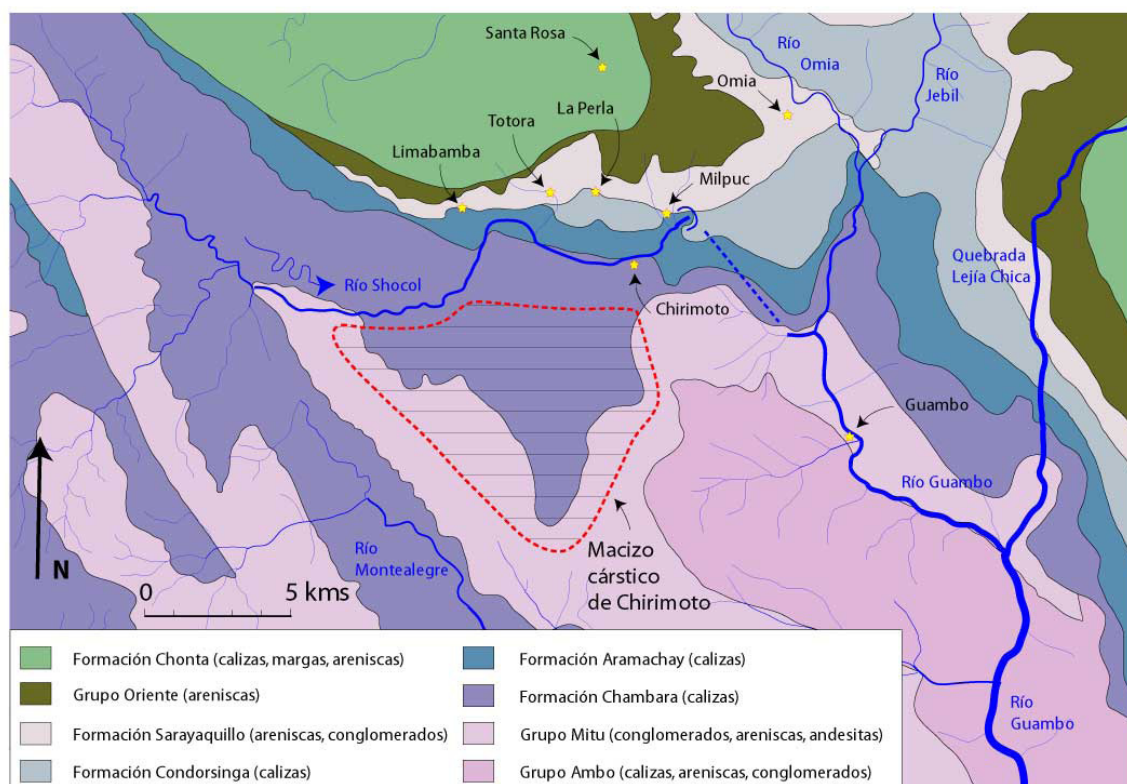 Santa Rosa
Río
Omia
Río
Jebil
Omia
La Perla
Totora
Limabamba
Milpuc
Quebrada
Lejía Chica
Río Shocol
Chirimoto
Guambo
Río Guambo
Macizo
cárstico
de Chirimoto
Río
Montealegre
N
0 5 kms
Río
Guambo
Formación Chonta (calizas, margas, areniscas)
Grupo Oriente (areniscas)
Formación Sarayaquillo (areniscas, conglomerados)
Formación Condorsinga (calizas)
Formación Aramachay (calizas)
Formación Chambara (calizas)
Grupo Mitu (conglomerados, areniscas, andesitas)
Grupo Ambo (calizas, areniscas, conglomerados)